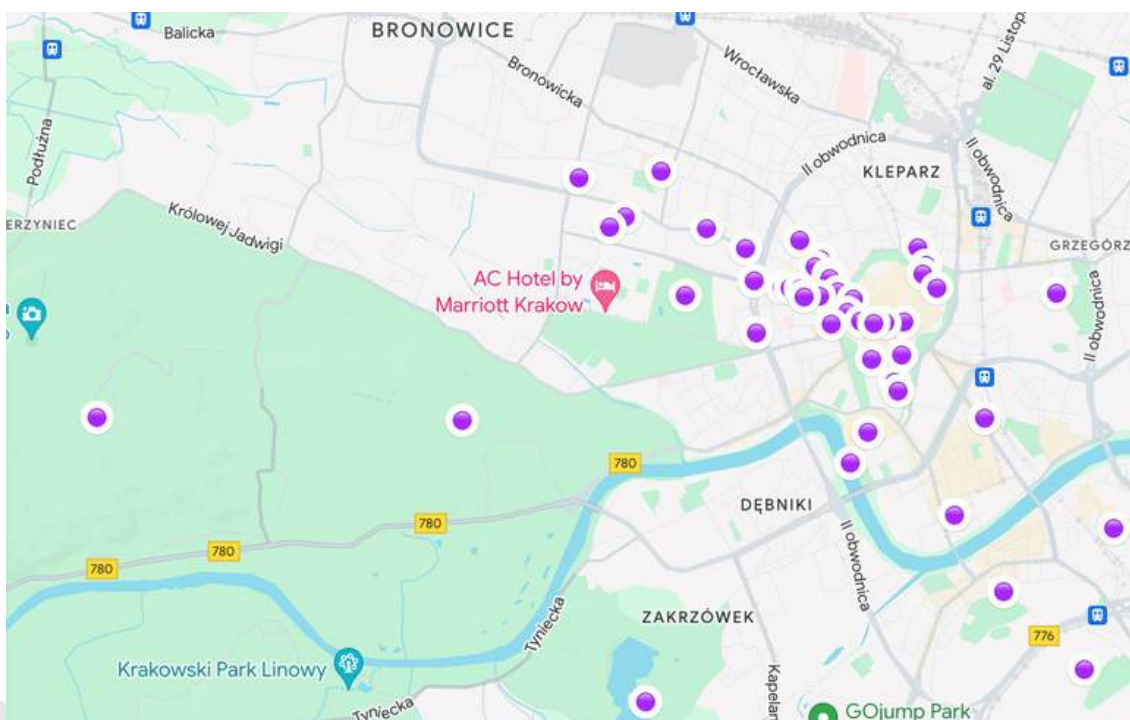 Balicka
BRONOWICE
Bronowicka
Wrocławska
al. 29 Listop
Podłużna
II obwodnica
KLEPARZ
II obwodnica
ERZYNIEC
Królowej Jadwigi
GRZEGÓRZ
AC Hotel by
Marriott Krakow
II obwodnica
780
DĘBNIKI
780
780
780
II obwodnica
Tyniecka
ZAKRZÓWEK
776
Krakowski Park Linowy
Kapelan
Tyniecka
GOjump Park